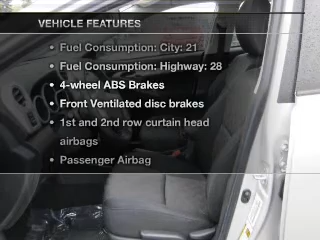 VEHICLE FEATURES
• Fuel Consumption: City: 21
• Fuel Consumption: Highway: 28
• 4-wheel ABS Brakes
• Front Ventilated disc brakes
• 1st and 2nd row curtain head
airbags
• Passenger Airbag